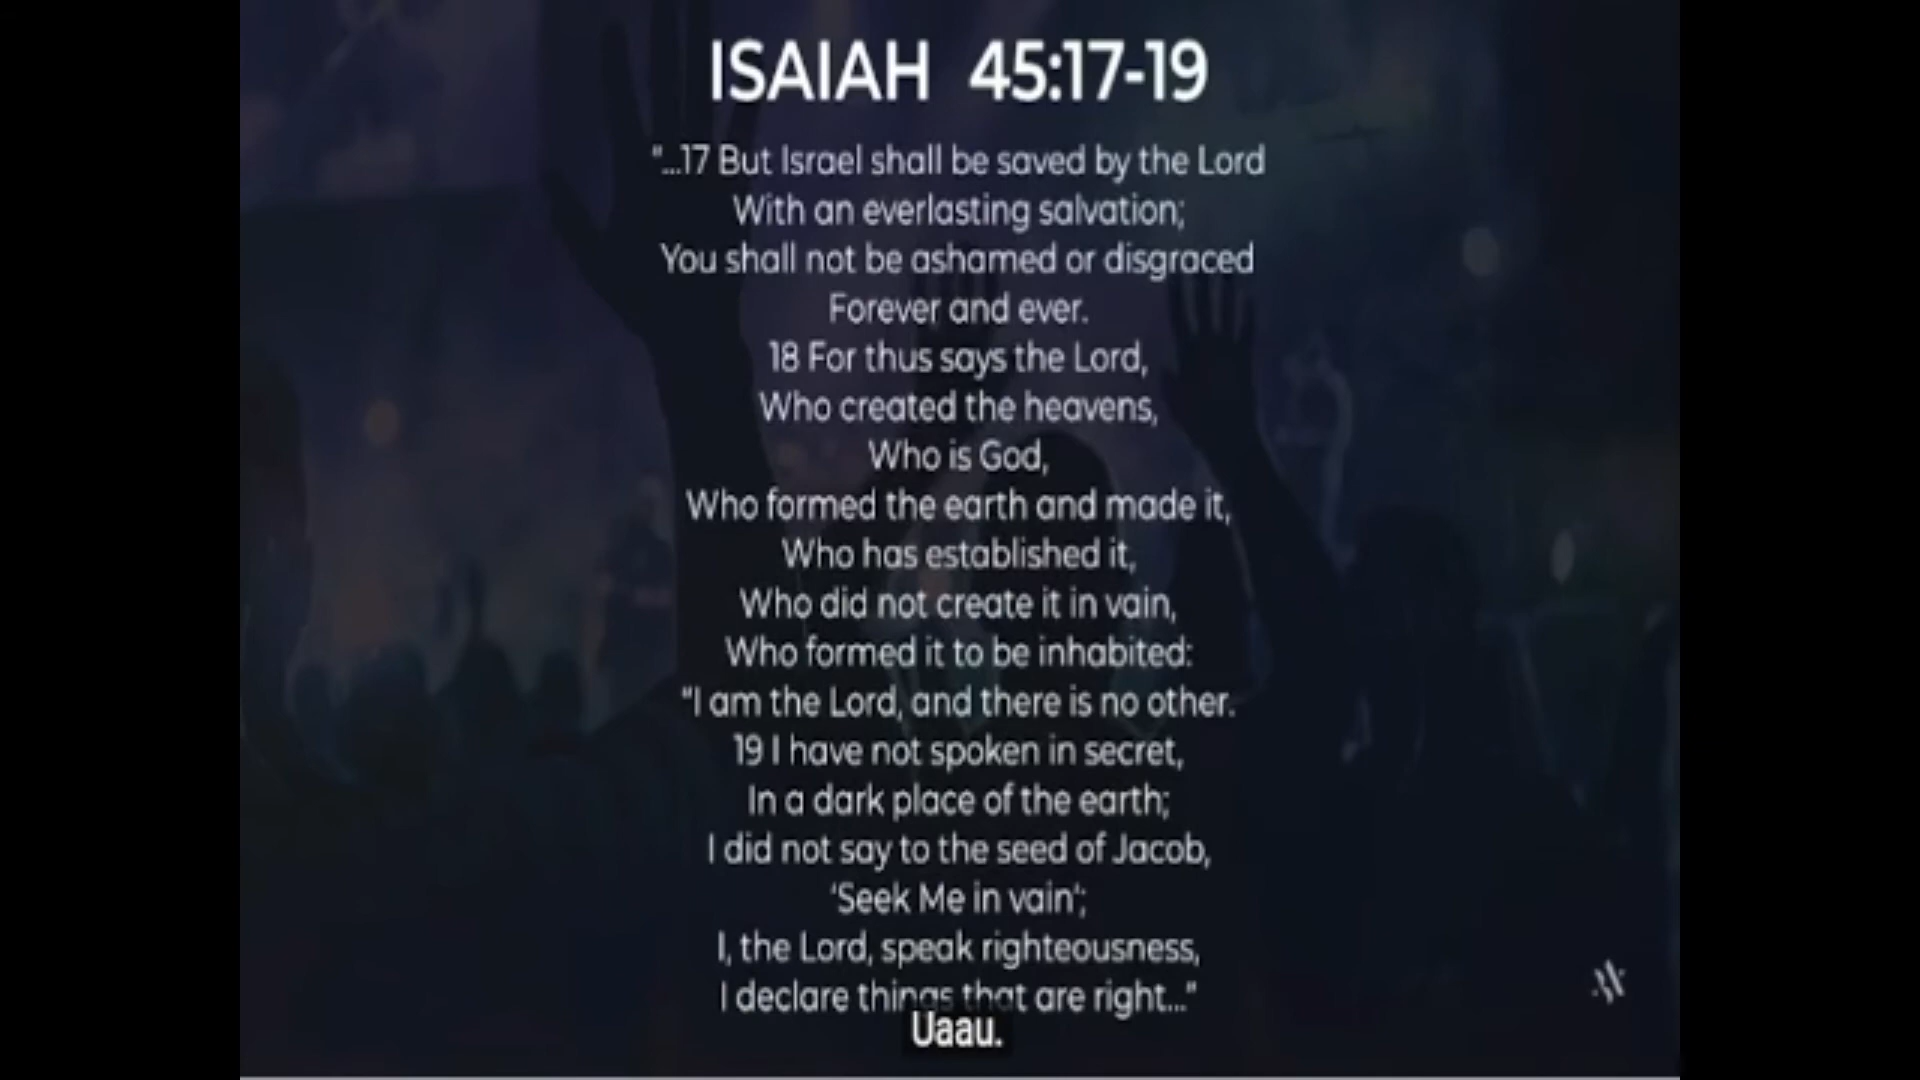 ISAIAH 45:17-19
"...17 But Israel shall be saved by the Lord
With an everlasting salvation;
You shall not be ashamed or disgraced
Forever and ever.
18 For thus says the Lord,
Who created the heavens,
Who is God,
Who formed the earth and made it,
Who has established it,
Who did not create it in vain,
Who formed it to be inhabited:
"I am the Lord, and there is no other.
19 I have not spoken in secret,
In a dark place of the earth;
I did not say to the seed of Jacob,
'Seek Me in vain';
I, the Lord, speak righteousness,
I declare things that are right..."
Uaau.